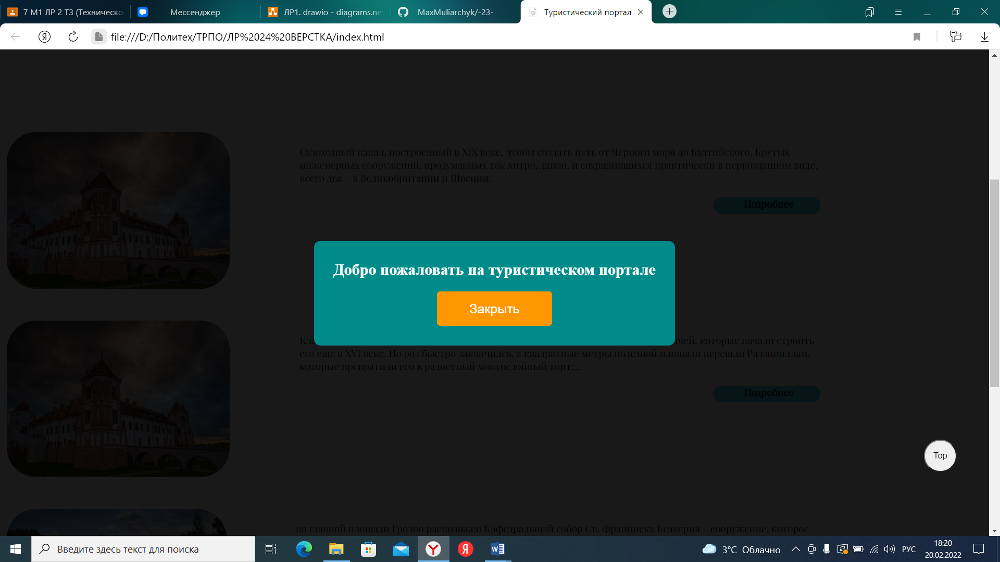 7 М1 ЛР 2 ТЗ (Техническо
Мессенджер
ЛР1. drawio - diagrams.ne
MaxMuliarchyk/-23-
Туристический портал
file:///D:/Политех/ТРПО/ЛР%2024%20ВЕРСТКА/index.html
Судоходный канал, построенный в XIX веке, чтобы создать путь от Черного моря до Балтийского. Крутых
инженерных сооружений, продуманных так хитро, давно, и сохранившихся практически в первозданном виде,
всего два – в Великобритании и Швеции.
Подробнее
Добро пожаловать на туристическом портале
Закрыть
его еще в XVI веке. Но род быстро закончился, а квадратные метры полезной площади перешли Радзивиллам,
которые превратили его в радостный многослойный торт....
которые начали строить
Подробнее
Top
на главной площади Гродно расположен Кафедральный собор Св. Франциска Ксаверия – сооружение, которое
Введите здесь текст для поиска
3°C Облачно
РУС
18:20
20.02.2022